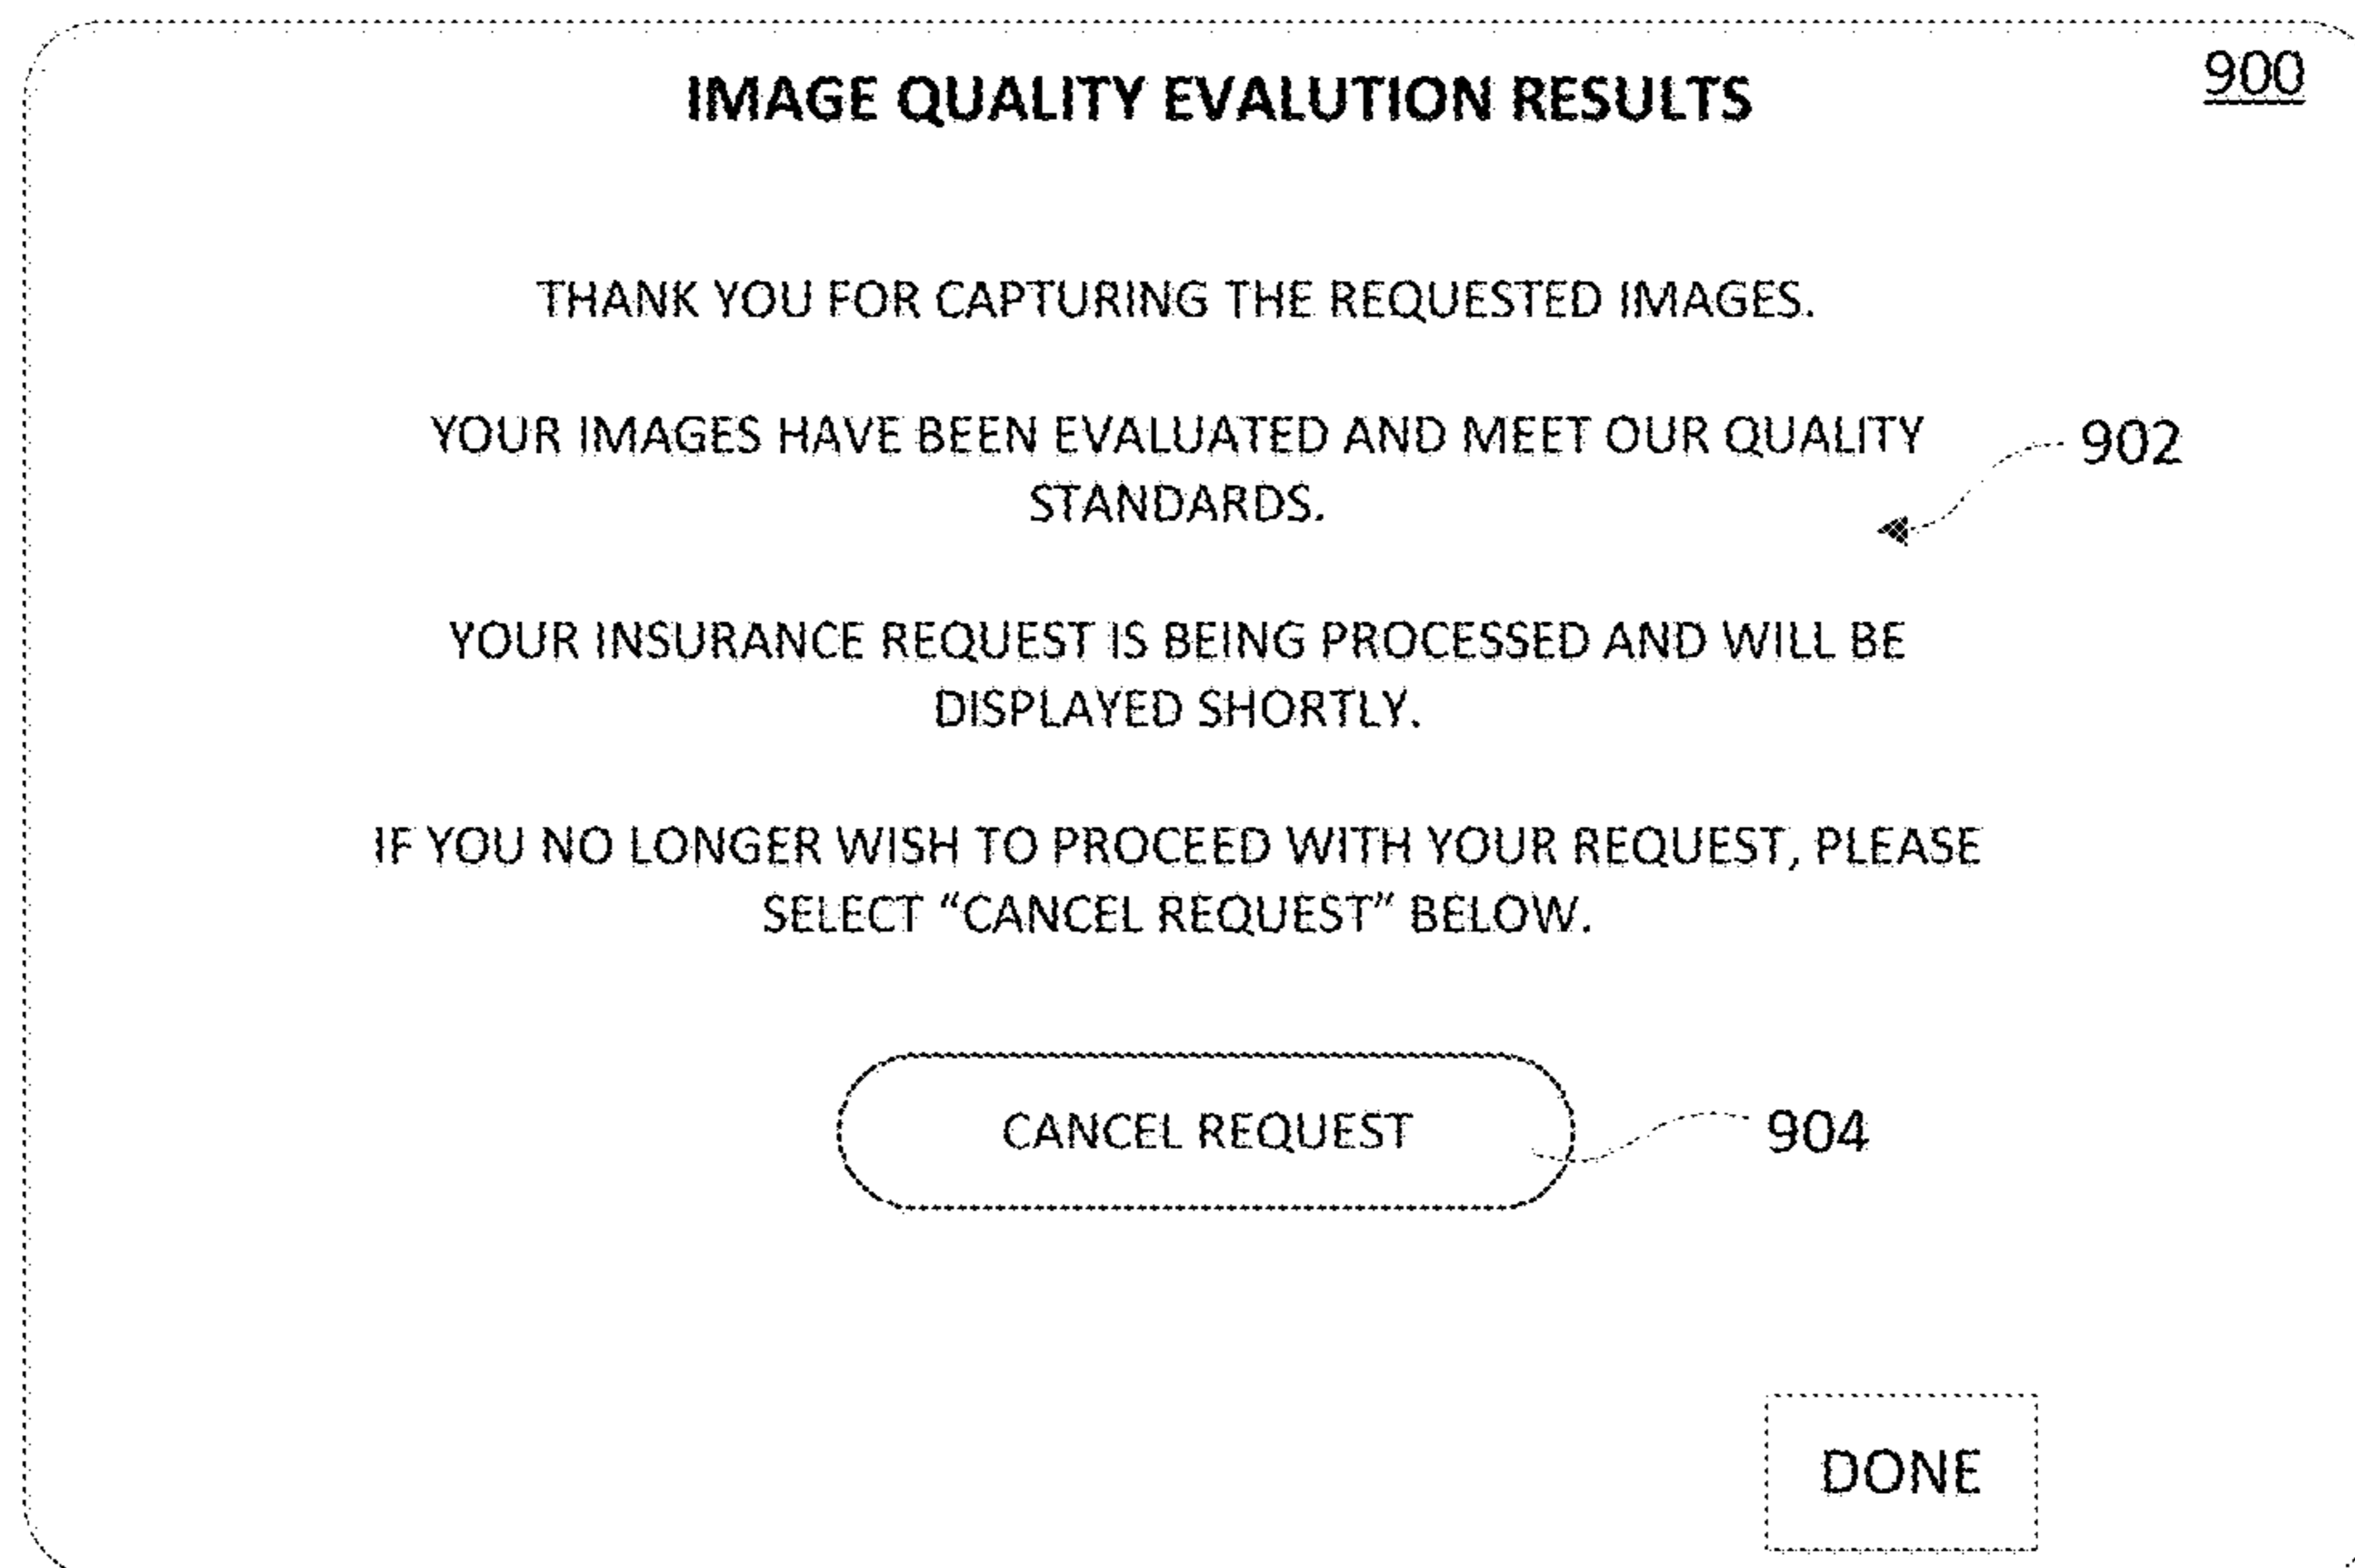 900
IMAGE QUALITY EVALUTION RESULTS
THANK YOU FOR CAPTURING THE REQUESTED IMAGES.
YOUR IMAGES HAVE BEEN EVALUATED AND MEET OUR QUALITY
STANDARDS.
902
YOUR INSURANCE REQUEST IS BEING PROCESSED AND WILL BE
DISPLAYED SHORTLY.
IF YOU NO LONGER WISH TO PROCEED WITH YOUR REQUEST, PLEASE
SELECT “CANCEL REQUEST” BELOW.
CANCEL REQUEST
904
DONE